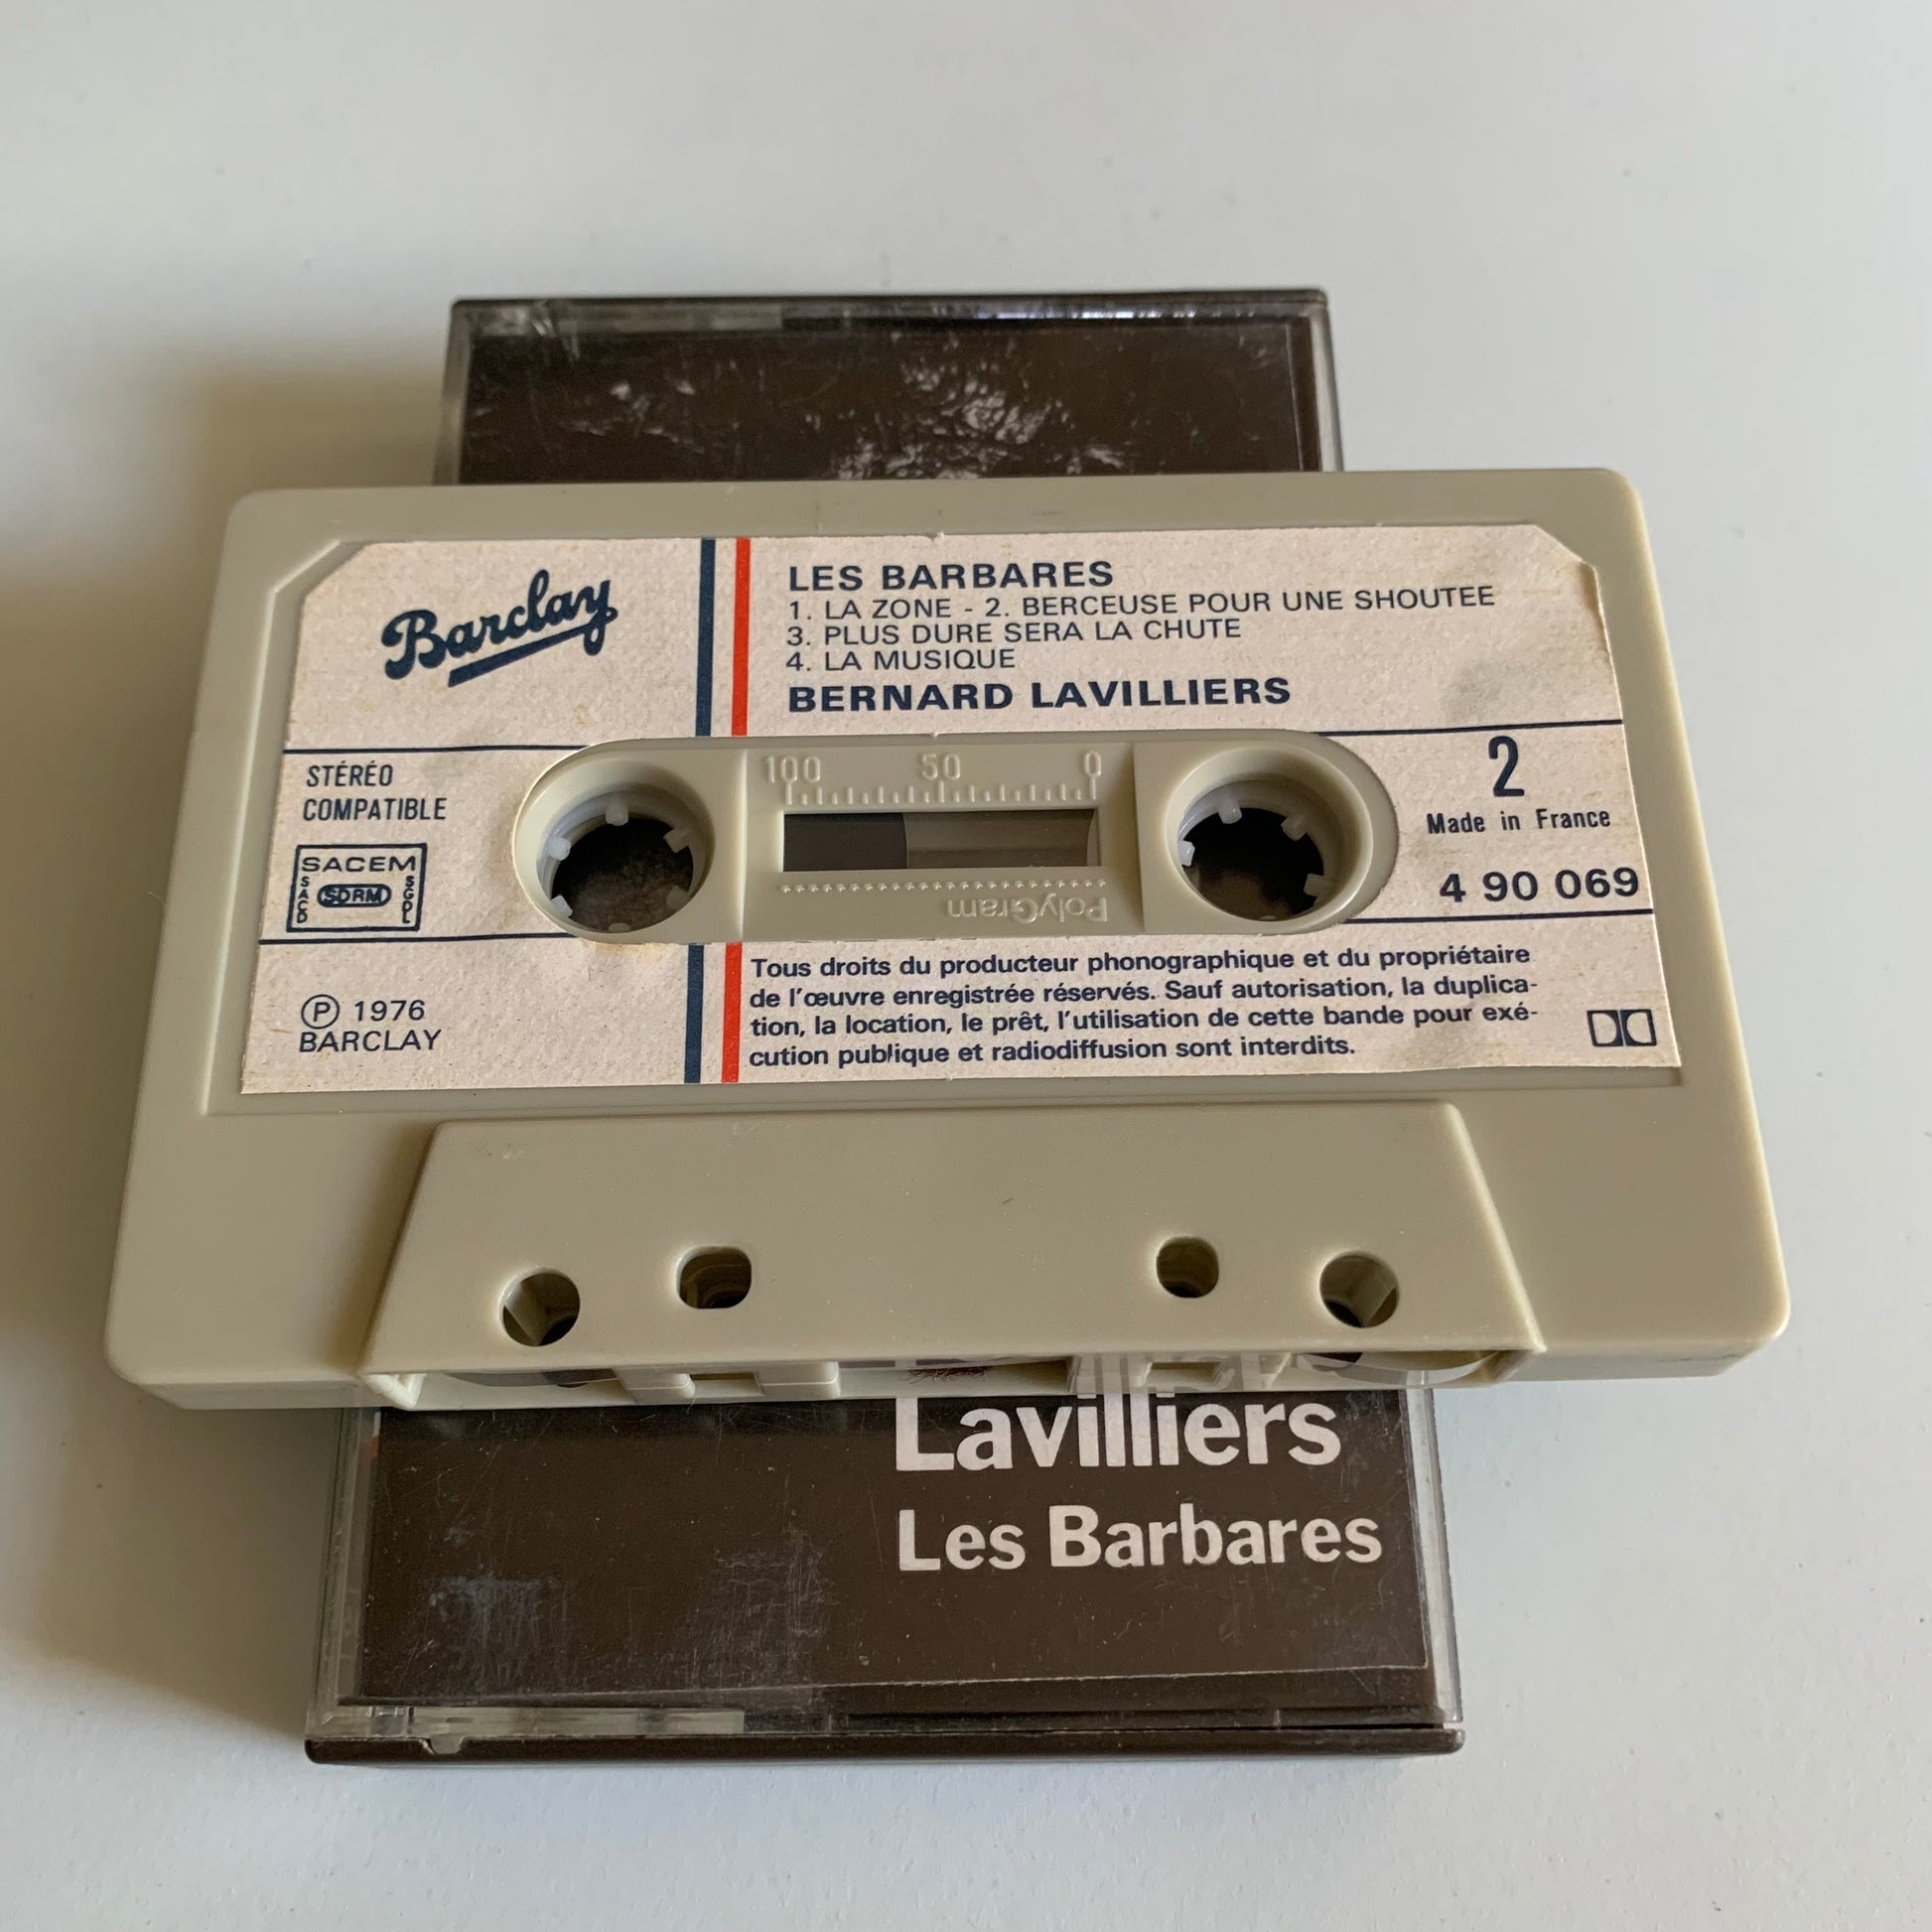 Barclay
LES BARBARES
1. LA ZONE - 2. BERCEUSE POUR UNE SHOUTEE
3. PLUS DURE SERA LA CHUTE
4. LA MUSIQUE
BERNARD LAVILLIERS
STÉRÉO
COMPATIBLE
SACEM
SACD
SDRM
SGDL
100 50 0
PolyGram
2
Made in France
4 90 069
Ⓟ 1976
BARCLAY
Tous droits du producteur phonographique et du propriétaire
de l'œuvre enregistrée réservés. Sauf autorisation, la duplica-
tion, la location, le prêt, l'utilisation de cette bande pour exé-
cution publique et radiodiffusion sont interdits.
Lavilliers
Les Barbares